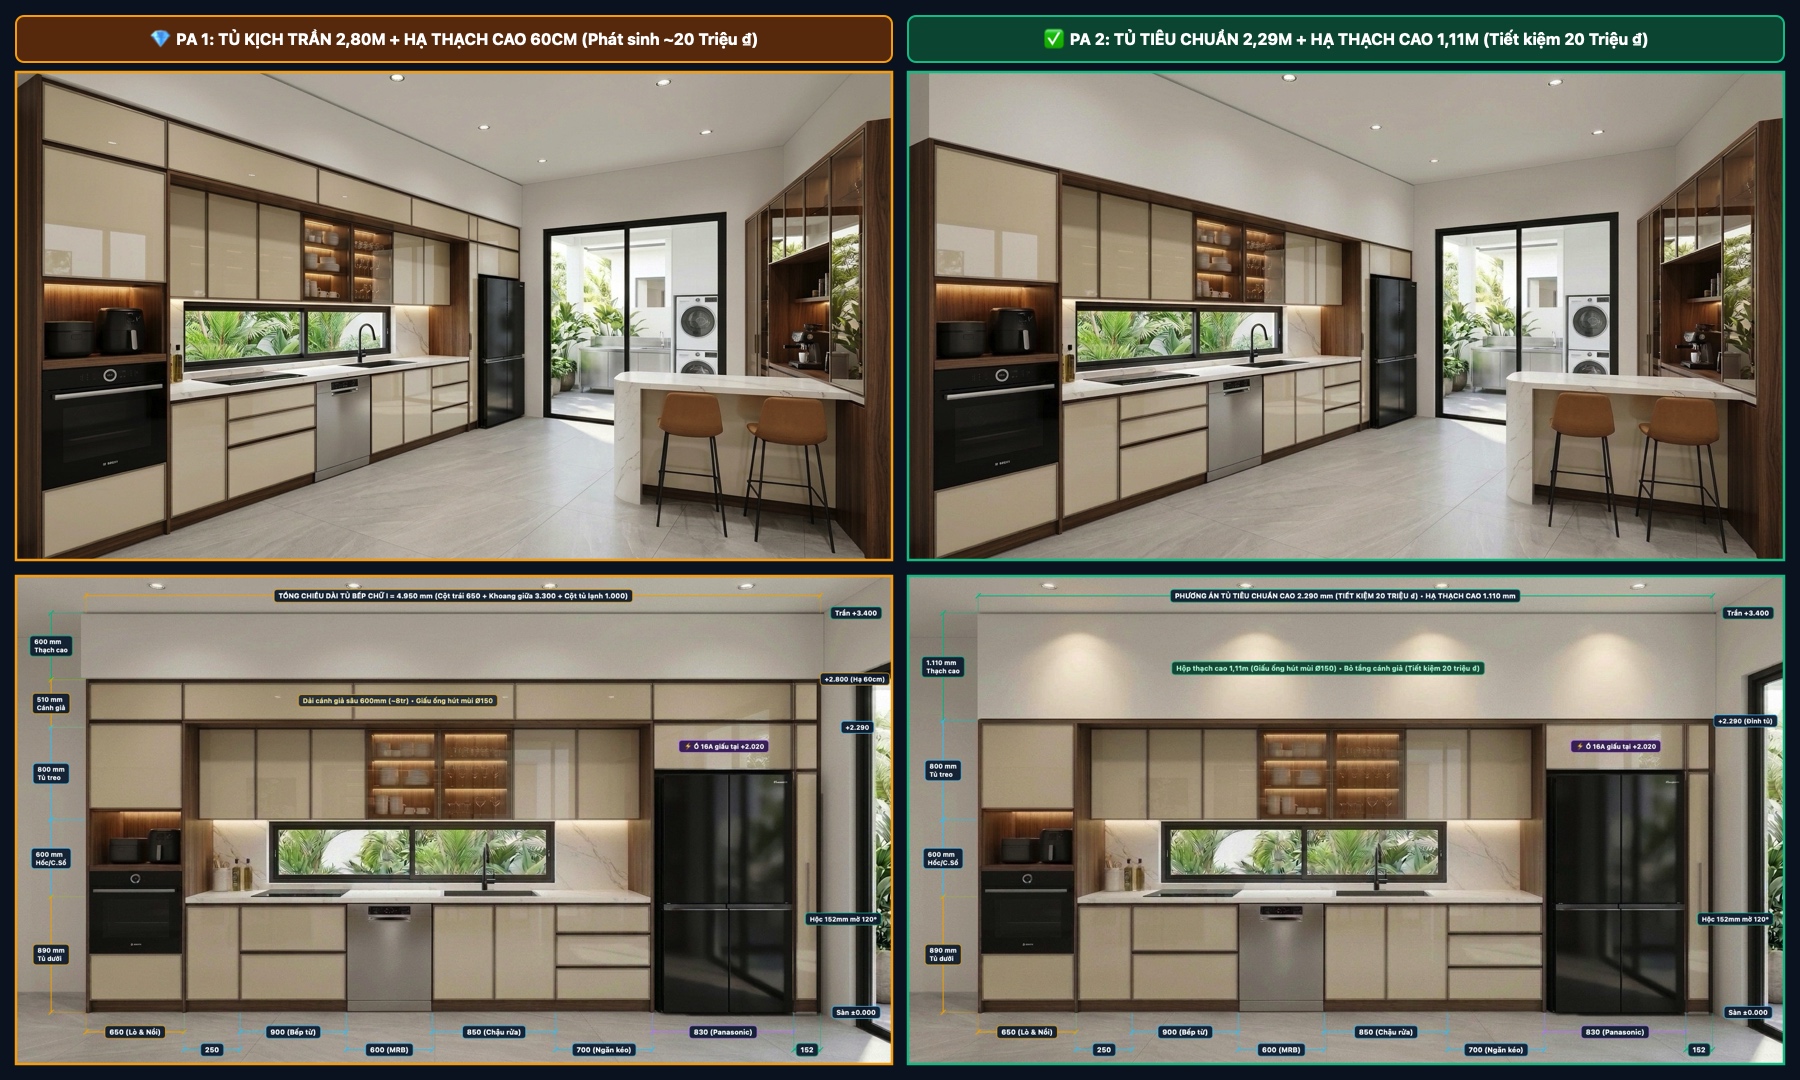 💎 PA 1: TỦ KỊCH TRẦN 2,80M + HẠ THẠCH CAO 60CM (Phát sinh ~20 Triệu ₫)
✅ PA 2: TỦ TIÊU CHUẨN 2,29M + HẠ THẠCH CAO 1,11M (Tiết kiệm 20 Triệu ₫)
TỔNG CHIỀU DÀI TỦ BẾP CHỮ I = 4.950 mm (Cột trái 650 + Khoang giữa 3.300 + Cột tủ lạnh 1.000)
Trần +3.400
600 mm
Thạch cao
+2.800 (Hạ 60cm)
510 mm
Cánh giả
Dải cánh giả sâu 600mm (~8tr) • Giấu ống hút mùi Ø150
+2.290
⚡ Ổ 16A giấu tại +2.020
800 mm
Tủ treo
600 mm
Hốc/C.Sổ
Hộc 152mm mở 120°
890 mm
Tủ dưới
Sàn ±0.000
650 (Lò & Nồi)
900 (Bếp từ)
850 (Chậu rửa)
830 (Panasonic)
250
600 (MRB)
700 (Ngăn kéo)
152
PHƯƠNG ÁN TỦ TIÊU CHUẨN CAO 2.290 mm (TIẾT KIỆM 20 TRIỆU ₫) • HẠ THẠCH CAO 1.110 mm
Trần +3.400
1.110 mm
Thạch cao
Hộp thạch cao 1,11m (Giấu ống hút mùi Ø150) • Bỏ tầng cánh giả (Tiết kiệm 20 triệu ₫)
+2.290 (Đỉnh tủ)
⚡ Ổ 16A giấu tại +2.020
800 mm
Tủ treo
600 mm
Hốc/C.Sổ
Hộc 152mm mở 120°
890 mm
Tủ dưới
Sàn ±0.000
650 (Lò & Nồi)
900 (Bếp từ)
850 (Chậu rửa)
830 (Panasonic)
250
600 (MRB)
700 (Ngăn kéo)
152